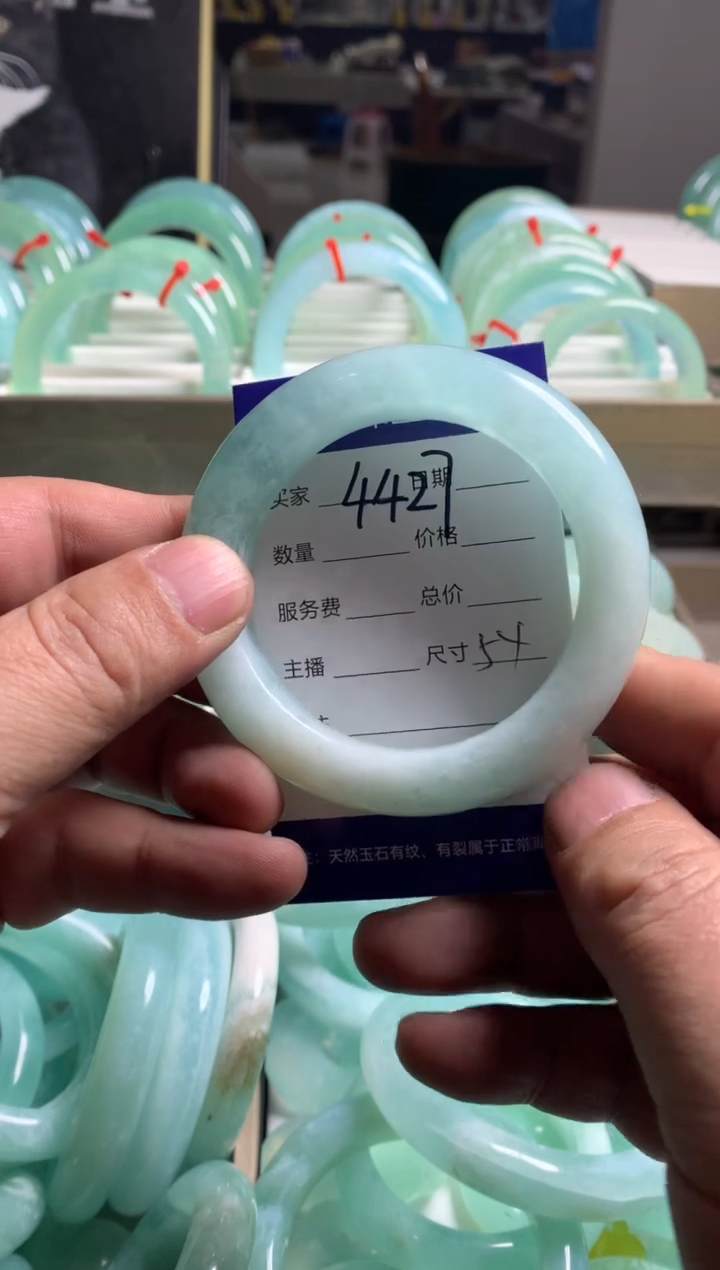 买家 4427 日期
数量 价格
服务费 总价
主播 尺寸 54
：天然玉石有纹、有裂属于正常